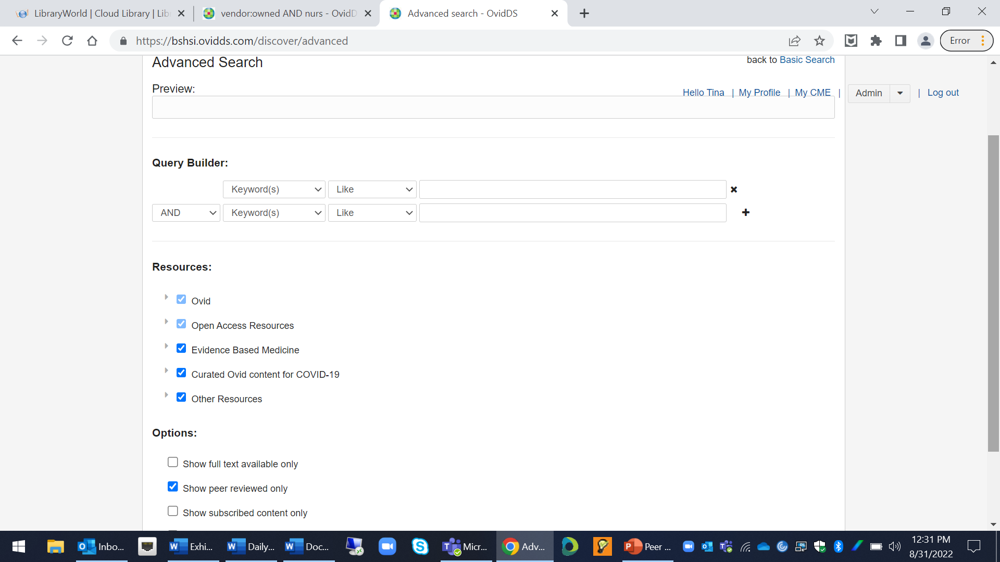 LibraryWorld | Cloud Library | Lib
vendor:owned AND nurs - OvidD
Advanced search - OvidDS
https://bshsi.ovidds.com/discover/advanced
Error
Advanced Search
back to Basic Search
Preview:
Hello Tina | My Profile | My CME | Admin | Log out
Query Builder:
Keyword(s) Like
AND Keyword(s) Like
Resources:
Ovid
Open Access Resources
Evidence Based Medicine
Curated Ovid content for COVID-19
Other Resources
Options:
Show full text available only
Show peer reviewed only
Show subscribed content only
Inbo...
Exhi...
Daily...
Doc...
Micr...
Adv...
Peer ...
12:31 PM
8/31/2022